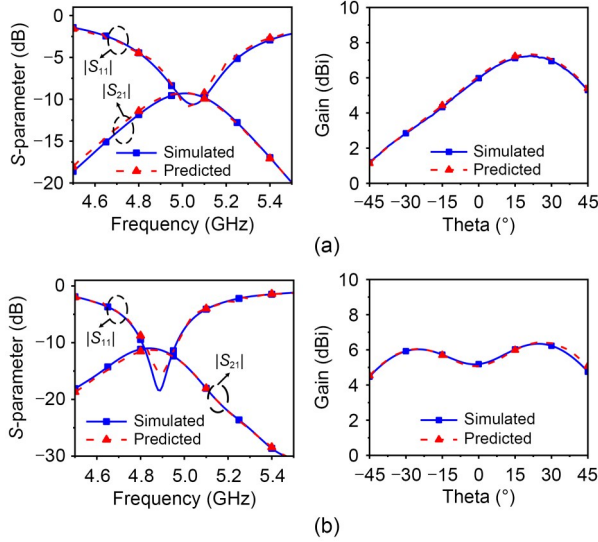 0
−5
−10
−15
−20
S-parameter (dB)
|S11|
|S21|
Simulated
Predicted
4.6 4.8 5.0 5.2 5.4
Frequency (GHz)
10
8
6
4
2
0
Gain (dBi)
Simulated
Predicted
−45 −30 −15 0 15 30 45
Theta (°)
(a)
0
−10
−20
−30
S-parameter (dB)
|S11|
|S21|
Simulated
Predicted
4.6 4.8 5.0 5.2 5.4
Frequency (GHz)
10
8
6
4
2
0
Gain (dBi)
Simulated
Predicted
−45 −30 −15 0 15 30 45
Theta (°)
(b)